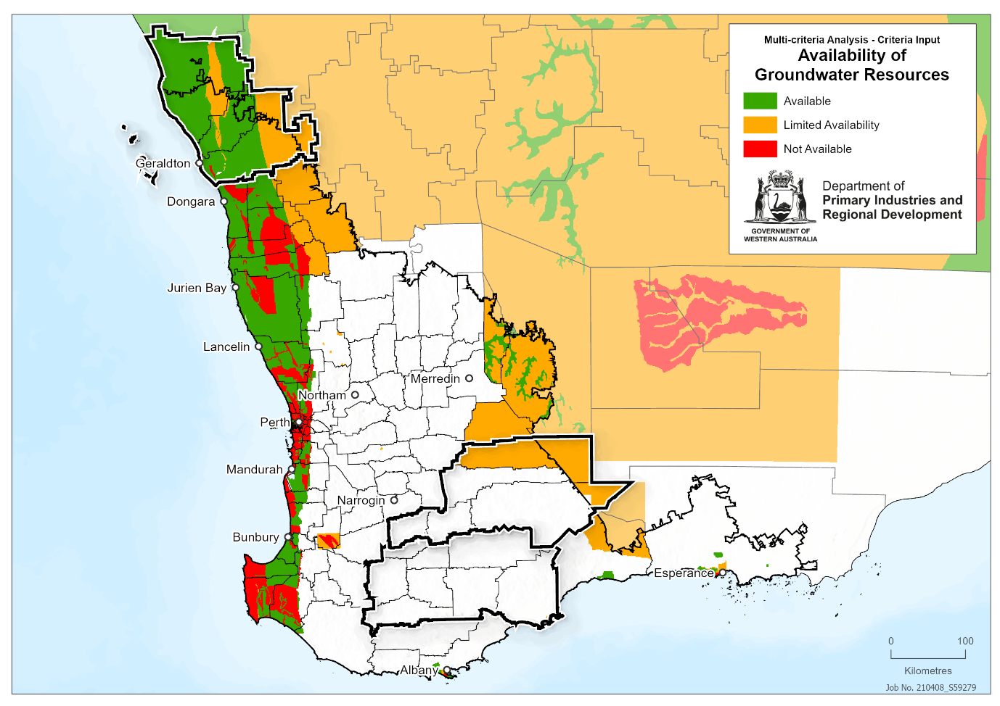 Multi-criteria Analysis - Criteria Input
Availability of
Groundwater Resources
Available
Limited Availability
Not Available
GOVERNMENT OF
WESTERN AUSTRALIA
Department of
Primary Industries and
Regional Development
Geraldton
Dongara
Jurien Bay
Lancelin
Merredin
Northam
Perth
Mandurah
Narrogin
Bunbury
Esperance
Albany
0 100
Kilometres
Job No. 210408_S59279